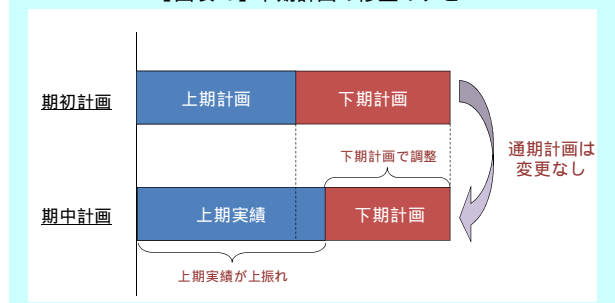 期初計画
上期計画
下期計画
下期計画で調整
通期計画は
変更なし
期中計画
上期実績
下期計画
上期実績が上振れ